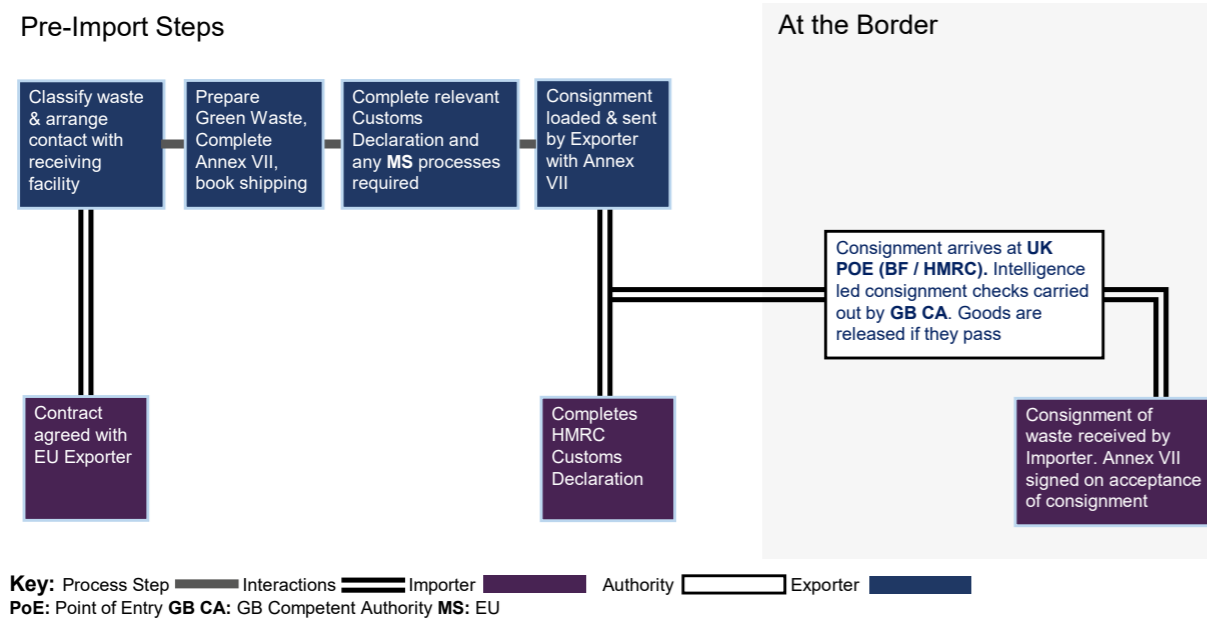 Pre-Import Steps
At the Border
Classify waste
& arrange
contact with
receiving
facility
Prepare
Green Waste,
Complete
Annex VII,
book shipping
Complete relevant
Customs
Declaration and
any MS processes
required
Consignment
loaded & sent
by Exporter
with Annex
VII
Consignment arrives at UK
POE (BF / HMRC). Intelligence
led consignment checks carried
out by GB CA. Goods are
released if they pass
Contract
agreed with
EU Exporter
Completes
HMRC
Customs
Declaration
Consignment of
waste received by
Importer. Annex VII
signed on acceptance
of consignment
Key: Process Step Interactions Importer Authority Exporter
PoE: Point of Entry GB CA: GB Competent Authority MS: EU